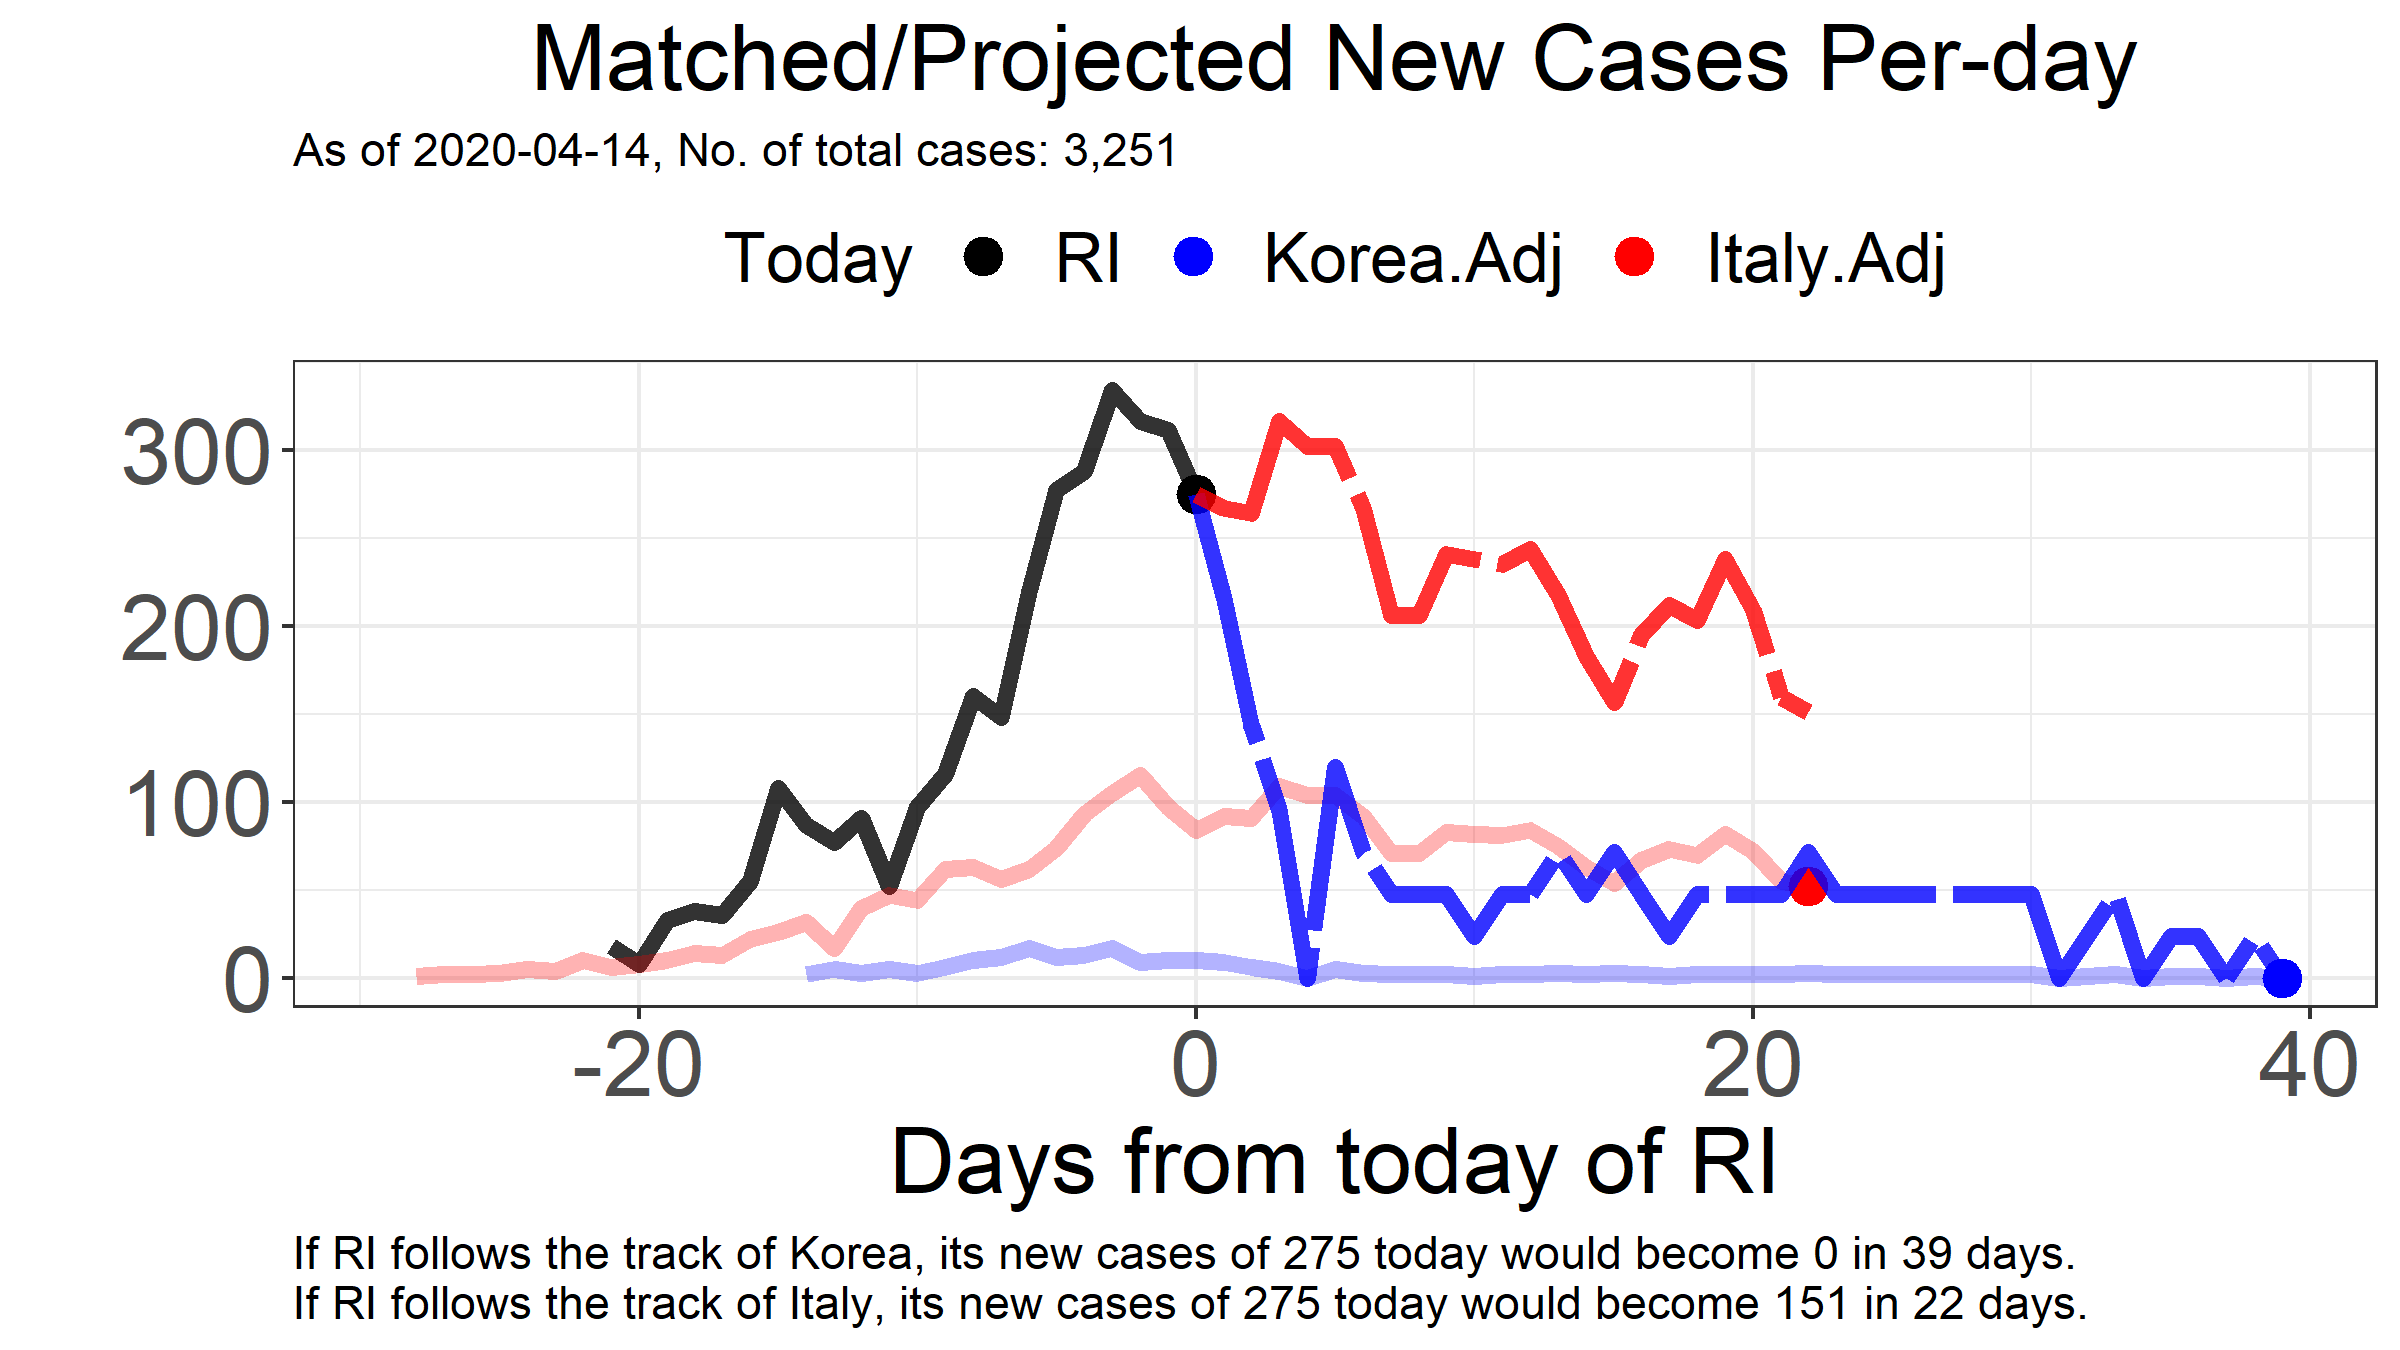 Matched/Projected New Cases Per-day
As of 2020-04-14, No. of total cases: 3,251
Today RI Korea.Adj Italy.Adj
300
200
100
0
-20 0 20 40
Days from today of RI
If RI follows the track of Korea, its new cases of 275 today would become 0 in 39 days.
If RI follows the track of Italy, its new cases of 275 today would become 151 in 22 days.